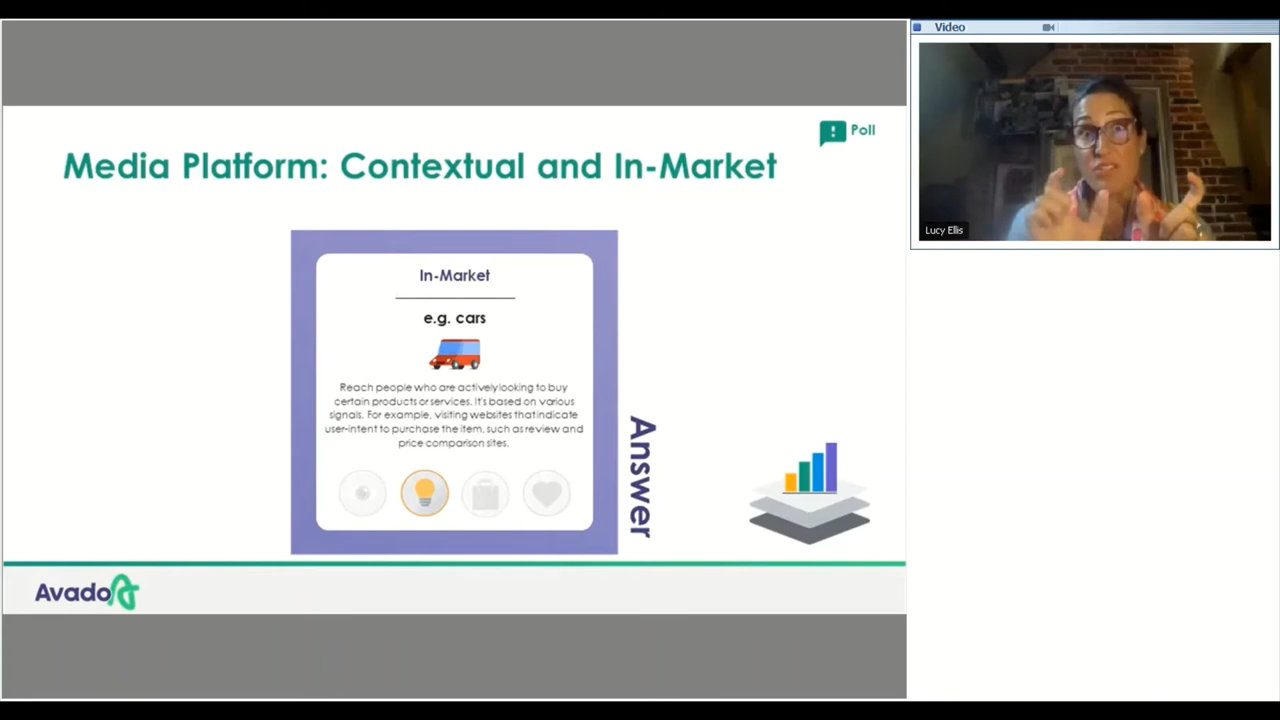 Video
Poll
Media Platform: Contextual and In-Market
In-Market
e.g. cars
Reach people who are actively looking to buy
certain products or services. It's based on various
signals. For example, visiting websites that indicate
user-intent to purchase the item, such as review and
price comparison sites.
Answer
Avado
Lucy Ellis